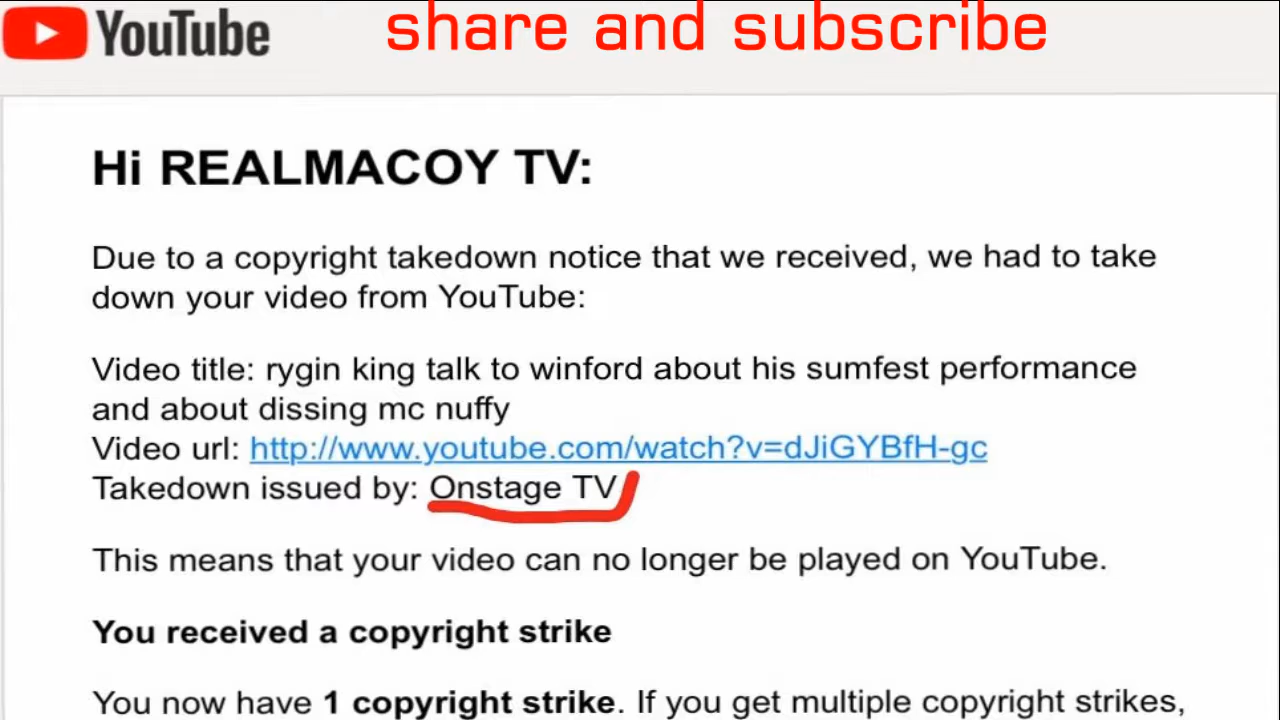 YouTube
share and subscribe
Hi REALMACOY TV:
Due to a copyright takedown notice that we received, we had to take
down your video from YouTube:
Video title: rygin king talk to winford about his sumfest performance
and about dissing mc nuffy
Video url: http://www.youtube.com/watch?v=dJiGYBfH-gc
Takedown issued by: Onstage TV
This means that your video can no longer be played on YouTube.
You received a copyright strike
You now have 1 copyright strike. If you get multiple copyright strikes,